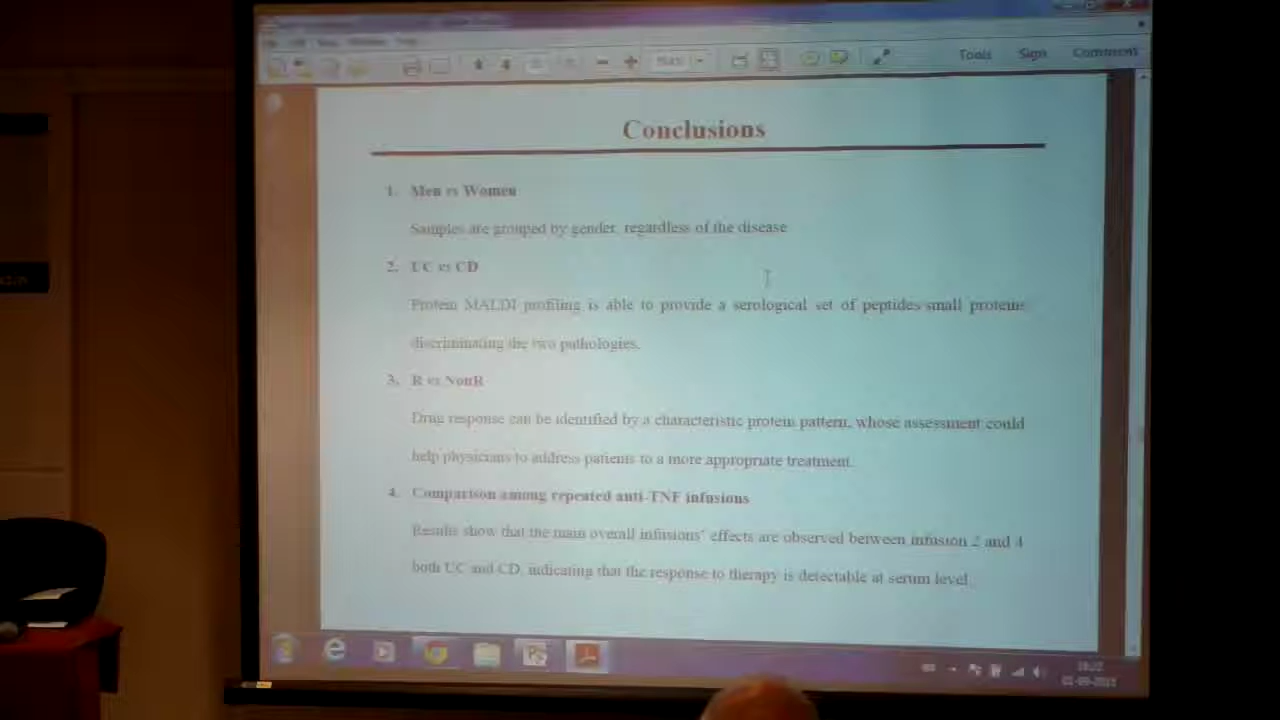 Tools Sign Comment
Conclusions
1. Men vs Women
Samples are grouped by gender, regardless of the disease
2. UC vs CD
Protein MALDI profiling is able to provide a serological set of peptides/small proteins
discriminating the two pathologies.
3. R vs NonR
Drug response can be identified by a characteristic protein pattern, whose assessment could
help physicians to address patients to a more appropriate treatment.
4. Comparison among repeated anti-TNF infusions
Results show that the main overall infusions' effects are observed between infusion 2 and 4
both UC and CD, indicating that the response to therapy is detectable at serum level.